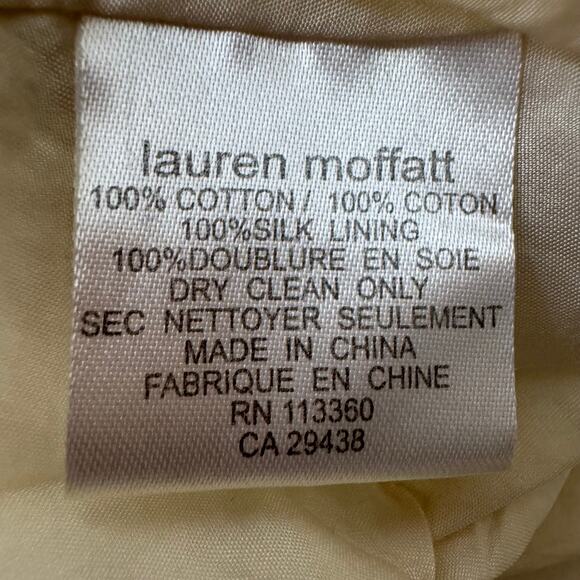 lauren moffatt
100% COTTON/ 100% COTON
100%SILK LINING
100%DOUBLURE EN SOIE
DRY CLEAN ONLY
SEC NETTOYER SEULEMENT
MADE IN CHINA
FABRIQUE EN CHINE
RN 113360
CA 29438